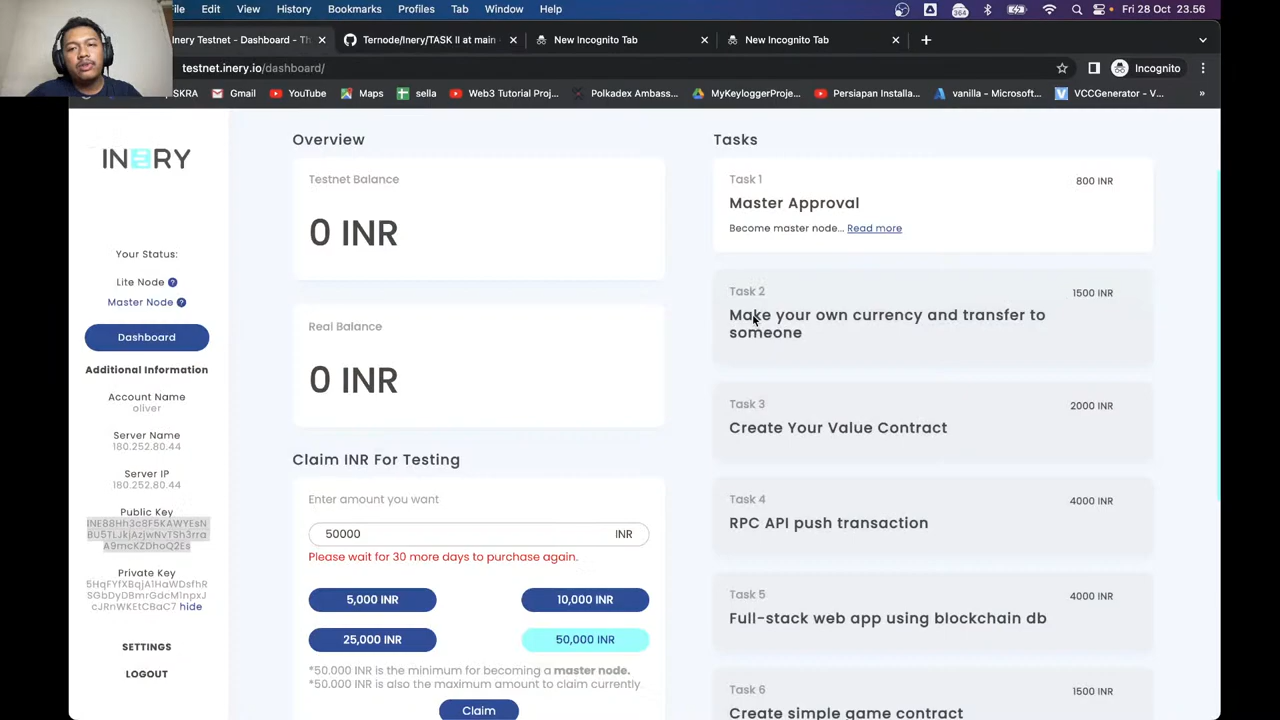 File Edit View History Bookmarks Profiles Tab Window Help
364
Fri 28 Oct 23.56
Inery Testnet - Dashboard - Th
Ternode/Inery/TASK II at main
New Incognito Tab
New Incognito Tab
testnet.inery.io/dashboard/
Incognito
SKRA
Gmail
YouTube
Maps
sella
Web3 Tutorial Proj...
Polkadex Ambass...
MyKeyloggerProje...
Persiapan Installa...
vanilla - Microsoft...
VCCGenerator - V...
»
INERY
Your Status:
Lite Node ?
Master Node ?
Dashboard
Additional Information
Account Name
oliver
Server Name
180.252.80.44
Server IP
180.252.80.44
Public Key
INE88Hh3c8F5KAWYEsN
BU5TLJkjAzjwNvTSh3rra
A9mcKZDhoQ2Es
Private Key
5HqFYfXBqjA1HaWDsfhR
SGbDyDBmrGdcM1npxJ
cJRnWKEtCBaC7 hide
SETTINGS
LOGOUT
Overview
Testnet Balance
0 INR
Real Balance
0 INR
Claim INR For Testing
Enter amount you want
50000 INR
Please wait for 30 more days to purchase again.
5,000 INR
10,000 INR
25,000 INR
50,000 INR
*50.000 INR is the minimum for becoming a master node.
*50.000 INR is also the maximum amount to claim currently
Claim
Tasks
Task 1
800 INR
Master Approval
Become master node... Read more
Task 2
1500 INR
Make your own currency and transfer to
someone
Task 3
2000 INR
Create Your Value Contract
Task 4
4000 INR
RPC API push transaction
Task 5
4000 INR
Full-stack web app using blockchain db
Task 6
1500 INR
Create simple game contract